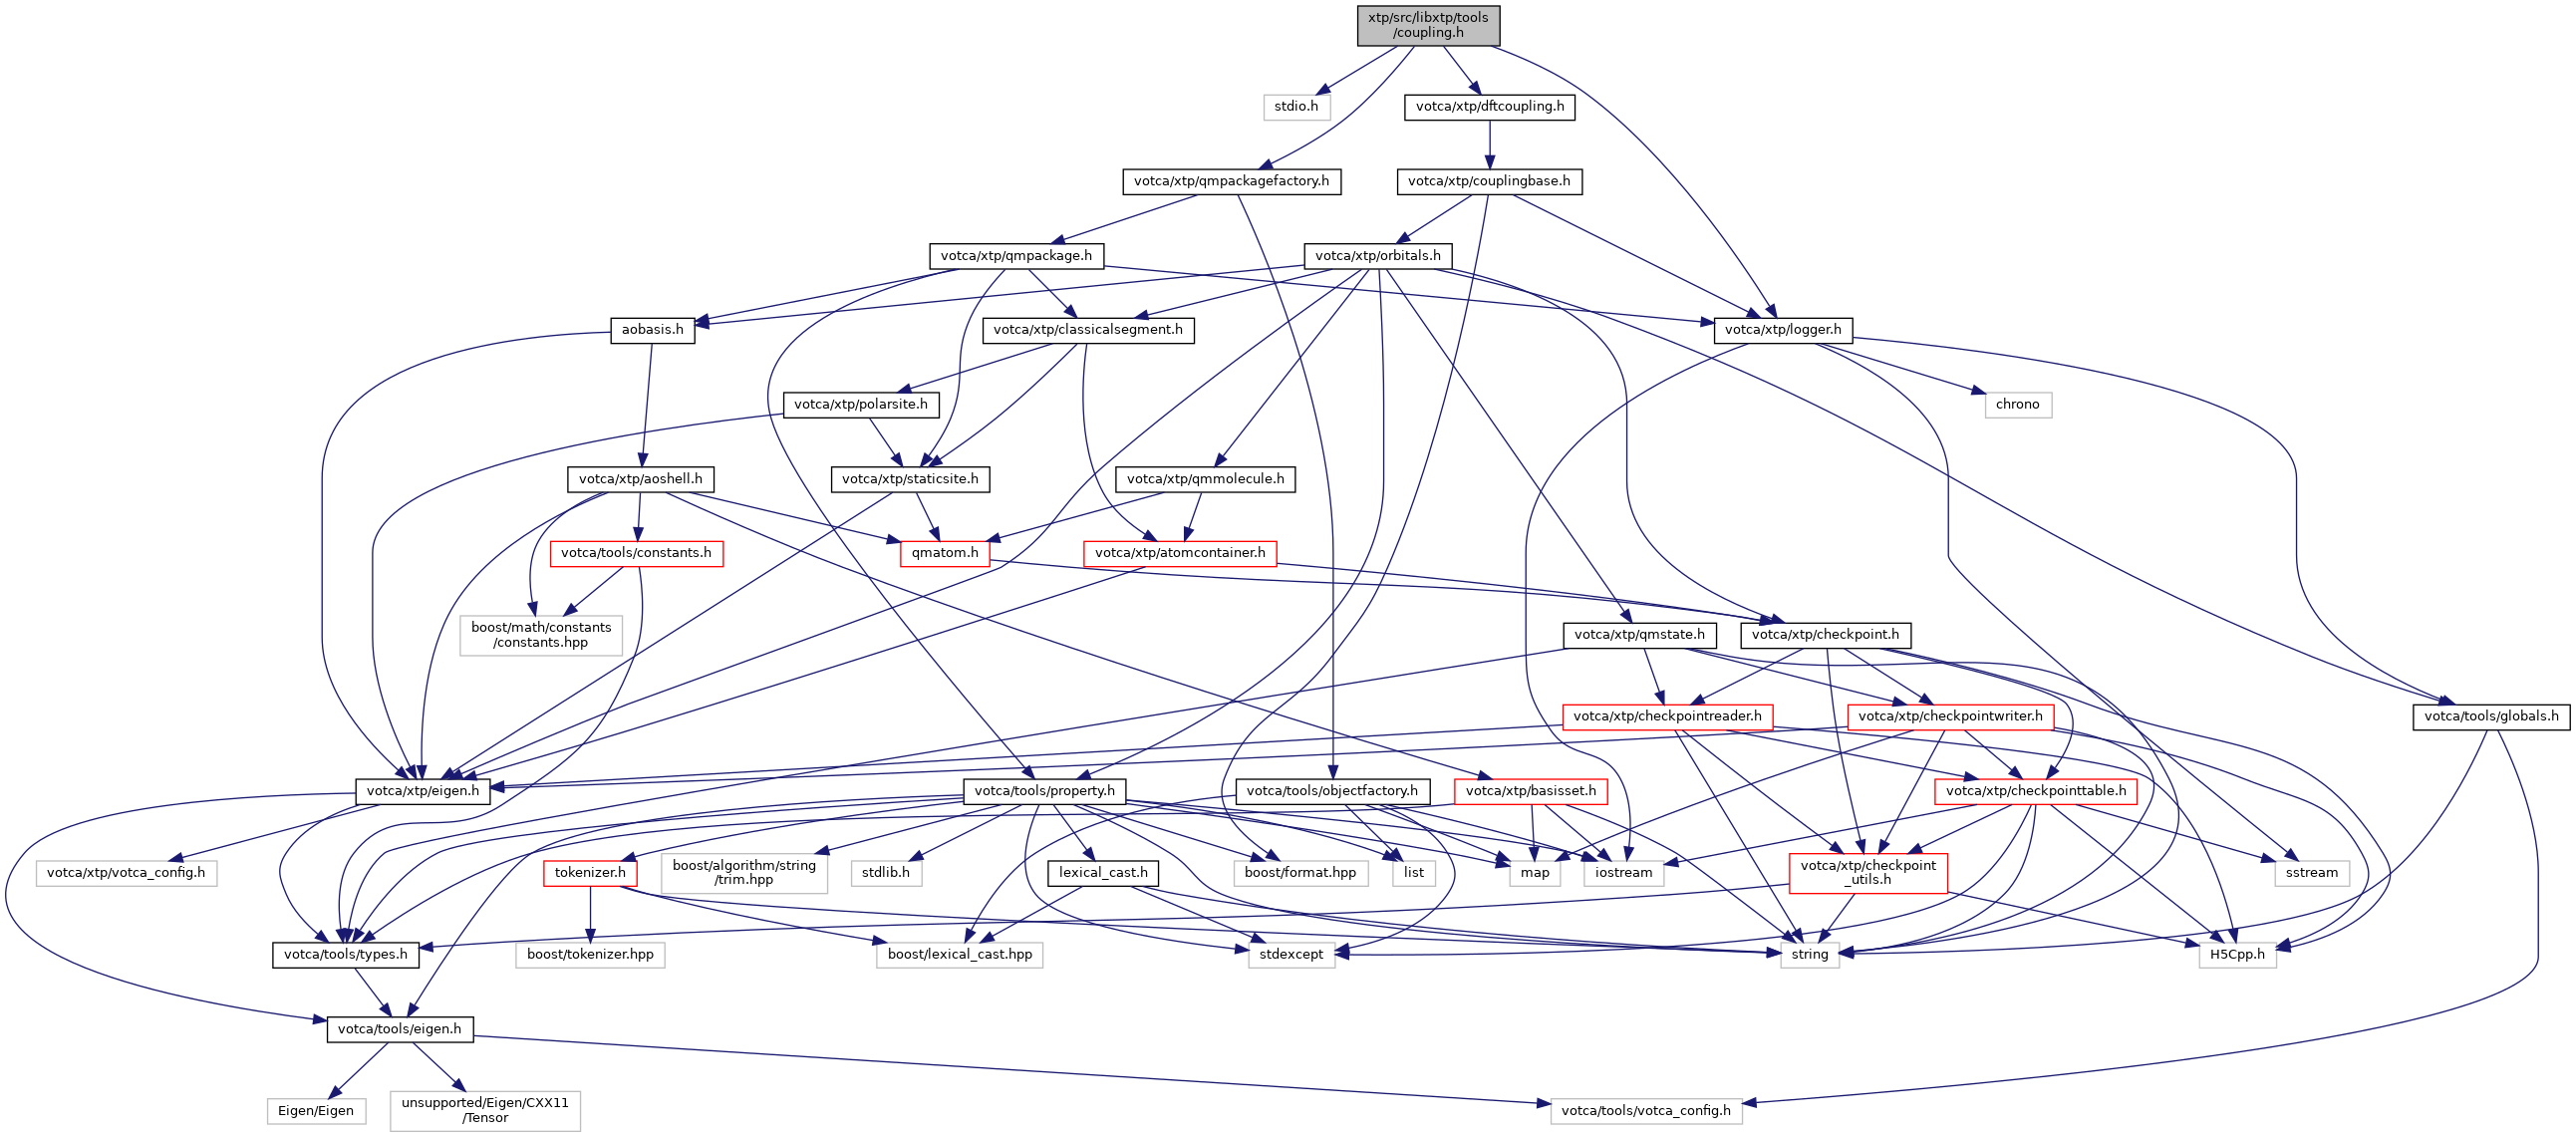 xtp/src/libxtp/tools
/coupling.h
stdio.h
votca/xtp/dftcoupling.h
votca/xtp/qmpackagefactory.h
votca/xtp/couplingbase.h
votca/xtp/qmpackage.h
votca/xtp/orbitals.h
aobasis.h
votca/xtp/classicalsegment.h
votca/xtp/logger.h
votca/xtp/polarsite.h
chrono
votca/xtp/aoshell.h
votca/xtp/staticsite.h
votca/xtp/qmmolecule.h
votca/tools/constants.h
qmatom.h
votca/xtp/atomcontainer.h
boost/math/constants
/constants.hpp
votca/xtp/qmstate.h
votca/xtp/checkpoint.h
votca/xtp/checkpointreader.h
votca/xtp/checkpointwriter.h
votca/tools/globals.h
votca/xtp/eigen.h
votca/tools/property.h
votca/tools/objectfactory.h
votca/xtp/basisset.h
votca/xtp/checkpointtable.h
votca/xtp/votca_config.h
tokenizer.h
boost/algorithm/string
/trim.hpp
stdlib.h
lexical_cast.h
boost/format.hpp
list
map
iostream
votca/xtp/checkpoint
_utils.h
sstream
votca/tools/types.h
boost/tokenizer.hpp
boost/lexical_cast.hpp
stdexcept
string
H5Cpp.h
votca/tools/eigen.h
Eigen/Eigen
unsupported/Eigen/CXX11
/Tensor
votca/tools/votca_config.h